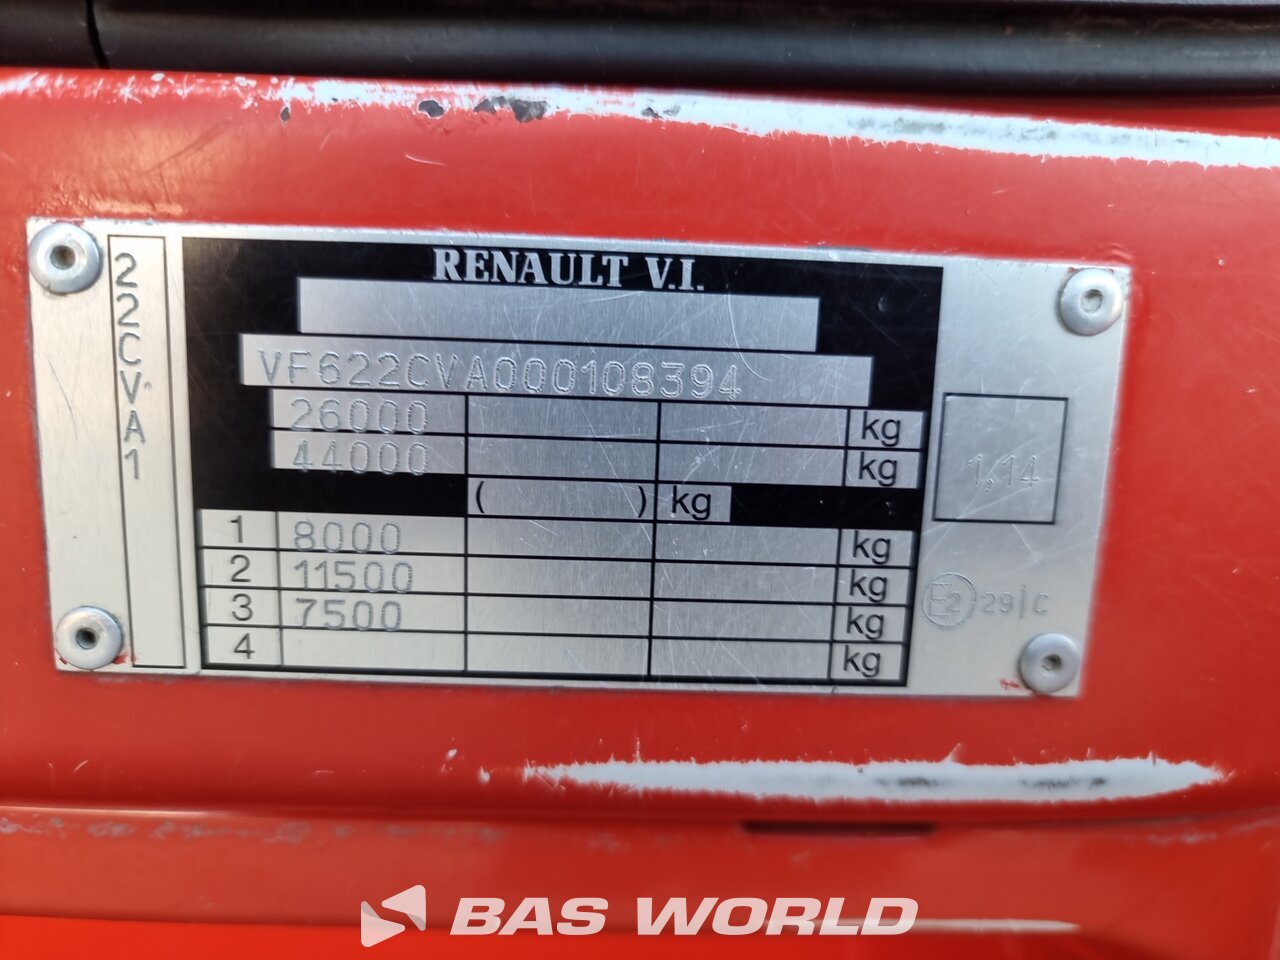 RENAULT V.I.
22CVA1
VF622CVA000108394
26000 kg
44000 kg
( ) kg
1 8000 kg
2 11500 kg
3 7500 kg
4 kg
1,14
E2 29/C
BAS WORLD